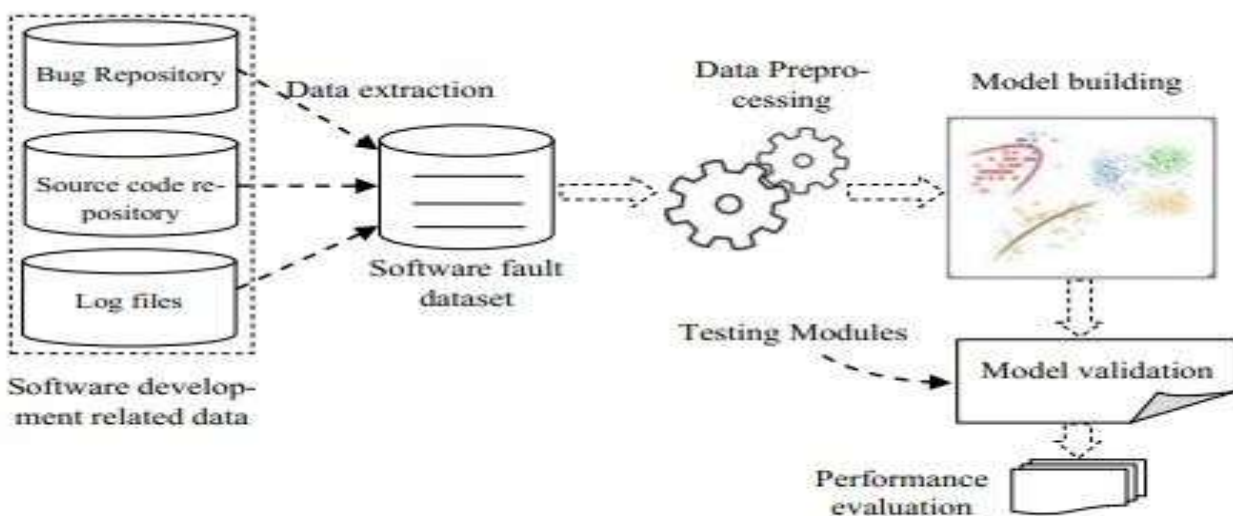 Bug Repository
Source code re-
pository
Log files
Software develop-
ment related data
Data extraction
Software fault
dataset
Data Prepro-
cessing
Model building
Testing Modules
Model validation
Performance
evaluation